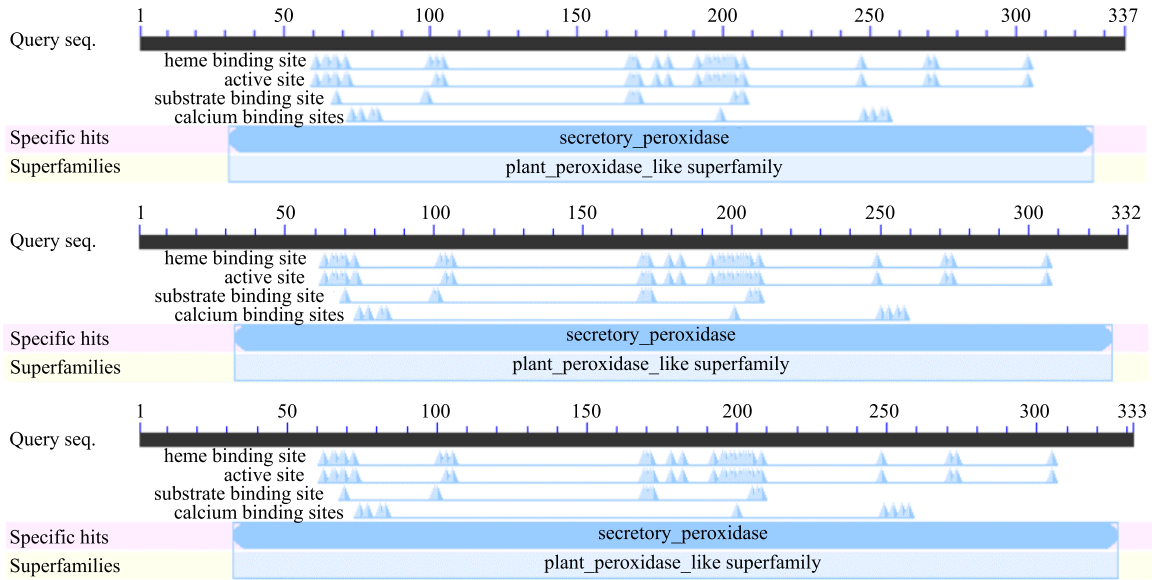 1 50 100 150 200 250 300 337
Query seq.
heme binding site
active site
substrate binding site
calcium binding sites
Specific hits secretory_peroxidase
Superfamilies plant_peroxidase_like superfamily
1 50 100 150 200 250 300 332
Query seq.
heme binding site
active site
substrate binding site
calcium binding sites
Specific hits secretory_peroxidase
Superfamilies plant_peroxidase_like superfamily
1 50 100 150 200 250 300 333
Query seq.
heme binding site
active site
substrate binding site
calcium binding sites
Specific hits secretory_peroxidase
Superfamilies plant_peroxidase_like superfamily